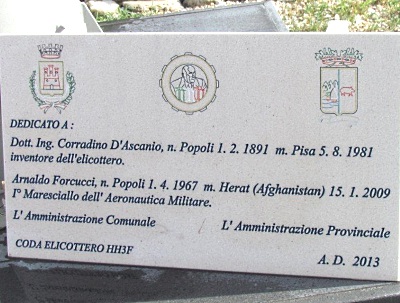 DEDICATO A :
Dott. Ing. Corradino D'Ascanio, n. Popoli 1. 2. 1891 m. Pisa 5. 8. 1981
inventore dell'elicottero.
Arnaldo Forcucci, n. Popoli 1. 4. 1967 m. Herat (Afghanistan) 15. 1. 2009
I° Maresciallo dell' Aeronautica Militare.
L' Amministrazione Comunale L' Amministrazione Provinciale
CODA ELICOTTERO HH3F A. D. 2013